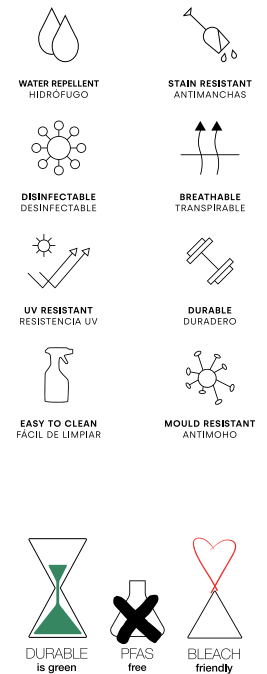 WATER REPELLENT
HIDRÓFUGO
STAIN RESISTANT
ANTIMANCHAS
DISINFECTABLE
DESINFECTABLE
BREATHABLE
TRANSPIRABLE
UV RESISTANT
RESISTENCIA UV
DURABLE
DURADERO
EASY TO CLEAN
FÁCIL DE LIMPIAR
MOULD RESISTANT
ANTIMOHO
DURABLE
is green
PFAS
free
BLEACH
friendly